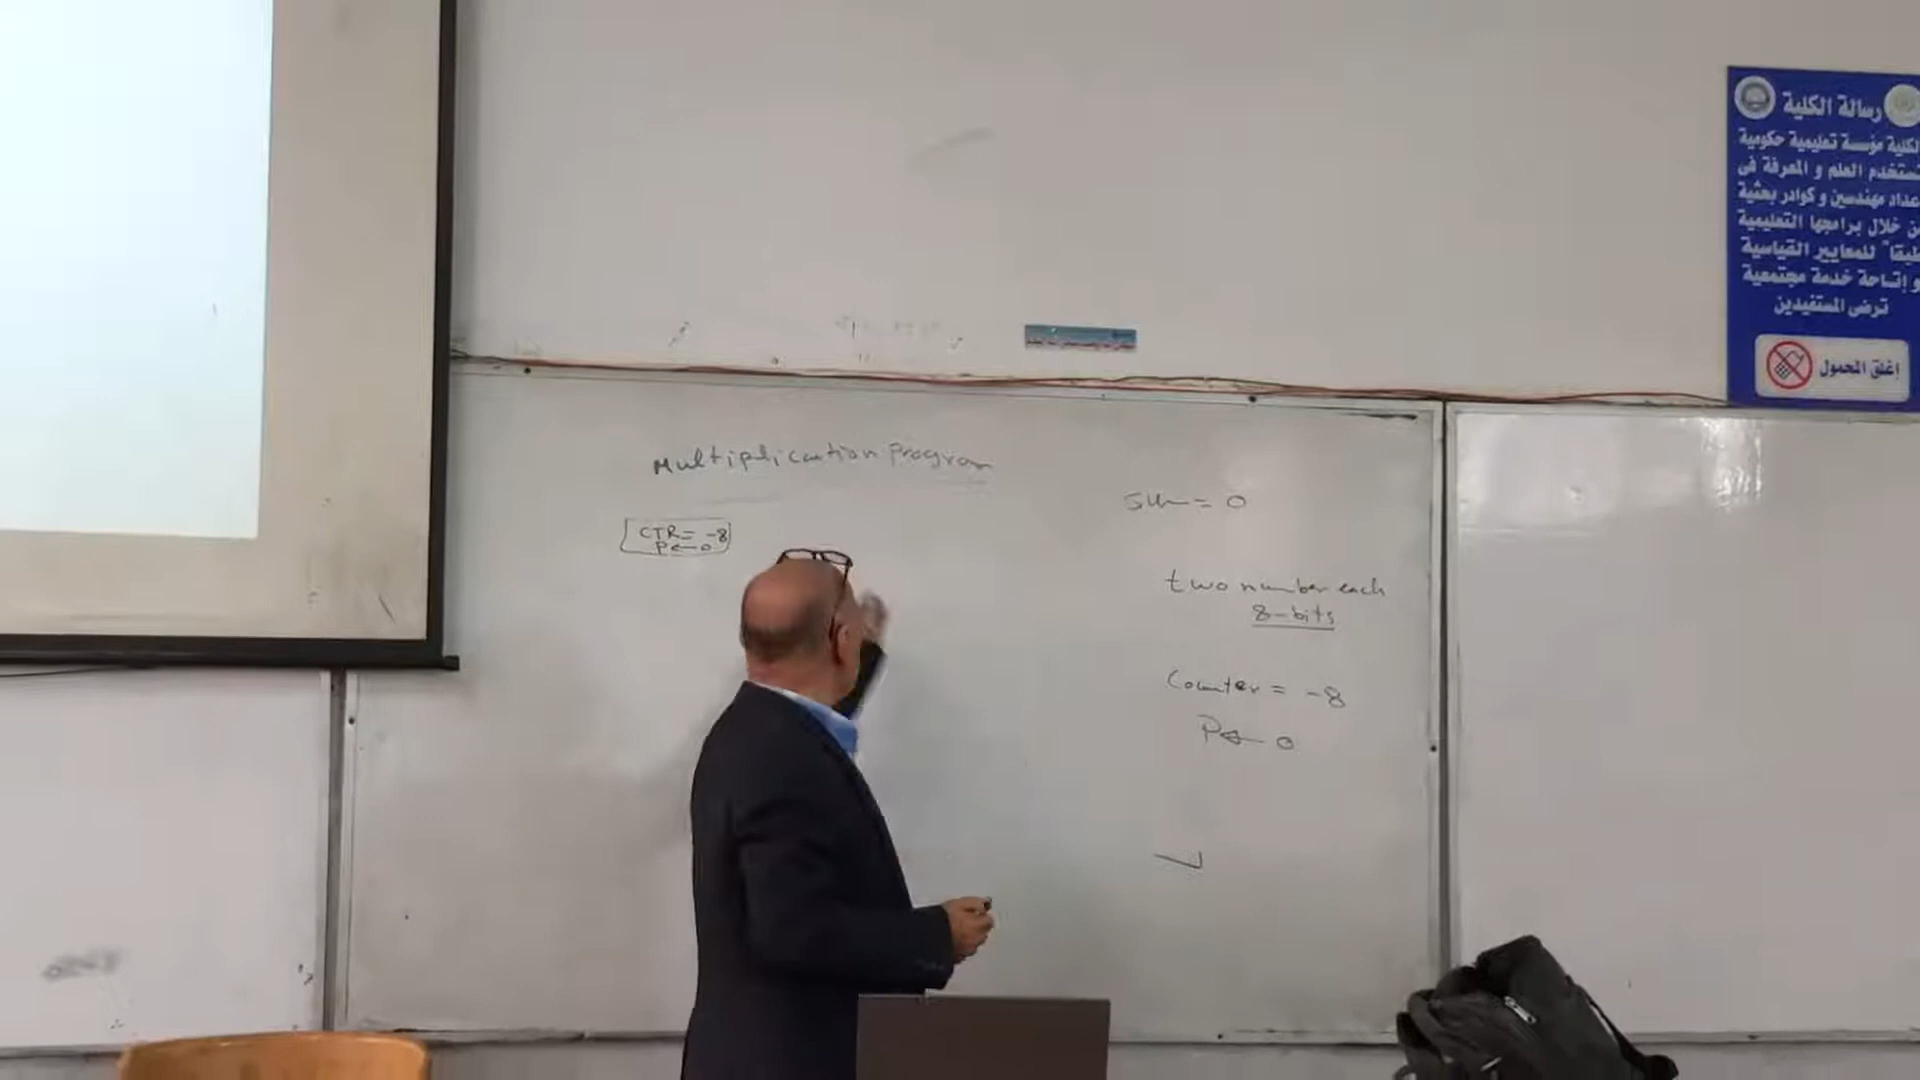 Multiplication Program
CTR = -8
P ← 0
Sum = 0
two number each
8-bits
Counter = -8
P ← 0
رسالة الكلية
الكلية مؤسسة تعليمية حكومية
تستخدم العلم و المعرفة فى
إعداد مهندسين و كوادر بحثية
من خلال برامجها التعليمية
طبقا" للمعايير القياسية
و إتاحة خدمة مجتمعية
ترضى المستفيدين
إغلق المحمول